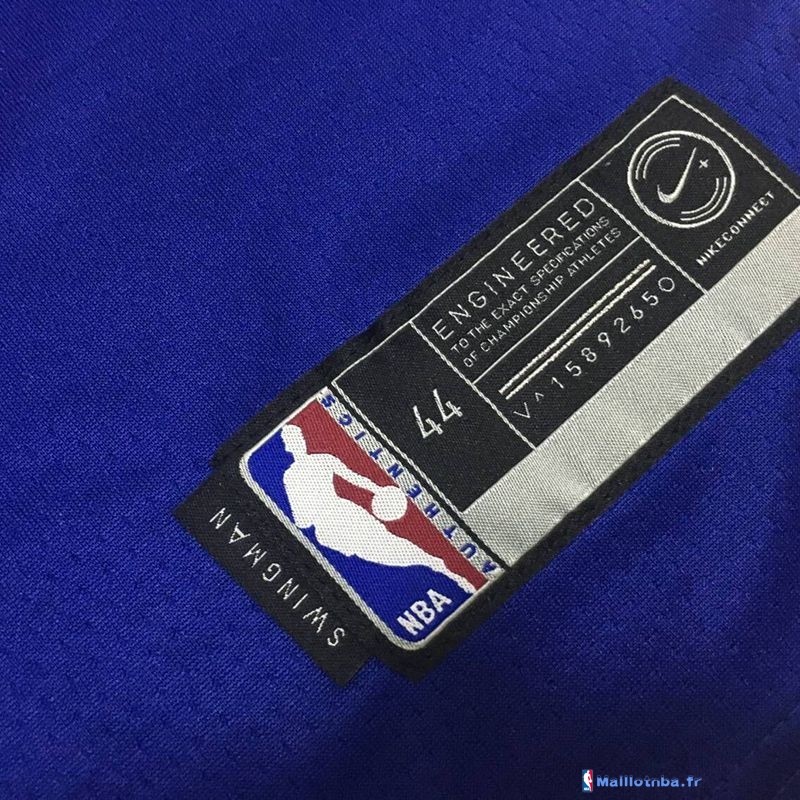 NIKECONNECT
ENGINEERED
TO THE EXACT SPECIFICATIONS
OF CHAMPIONSHIP ATHLETES
V^15892650
44
AUTHENTICS
NBA
SWINGMAN
Maillotnba.fr